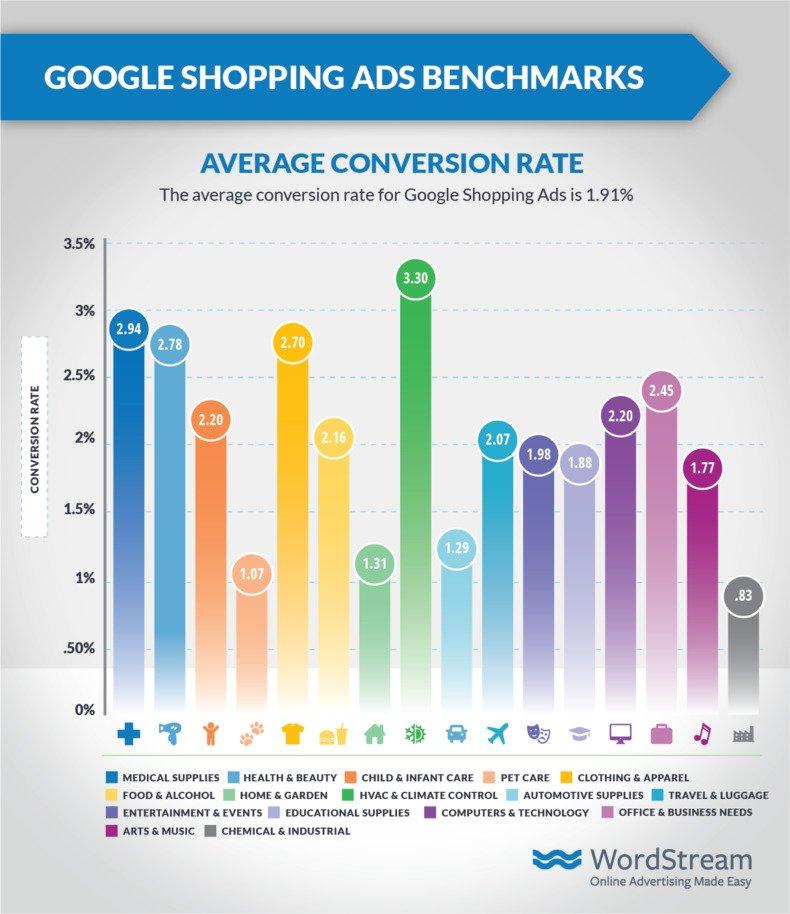 GOOGLE SHOPPING ADS BENCHMARKS
AVERAGE CONVERSION RATE
The average conversion rate for Google Shopping Ads is 1.91%
CONVERSION RATE
3.5%
3%
2.5%
2%
1.5%
1%
.50%
0%
2.94
2.78
2.20
1.07
2.70
2.16
1.31
3.30
1.29
2.07
1.98
1.88
2.20
2.45
1.77
.83
MEDICAL SUPPLIES HEALTH & BEAUTY CHILD & INFANT CARE PET CARE CLOTHING & APPAREL
FOOD & ALCOHOL HOME & GARDEN HVAC & CLIMATE CONTROL AUTOMOTIVE SUPPLIES TRAVEL & LUGGAGE
ENTERTAINMENT & EVENTS EDUCATIONAL SUPPLIES COMPUTERS & TECHNOLOGY OFFICE & BUSINESS NEEDS
ARTS & MUSIC CHEMICAL & INDUSTRIAL
WordStream
Online Advertising Made Easy